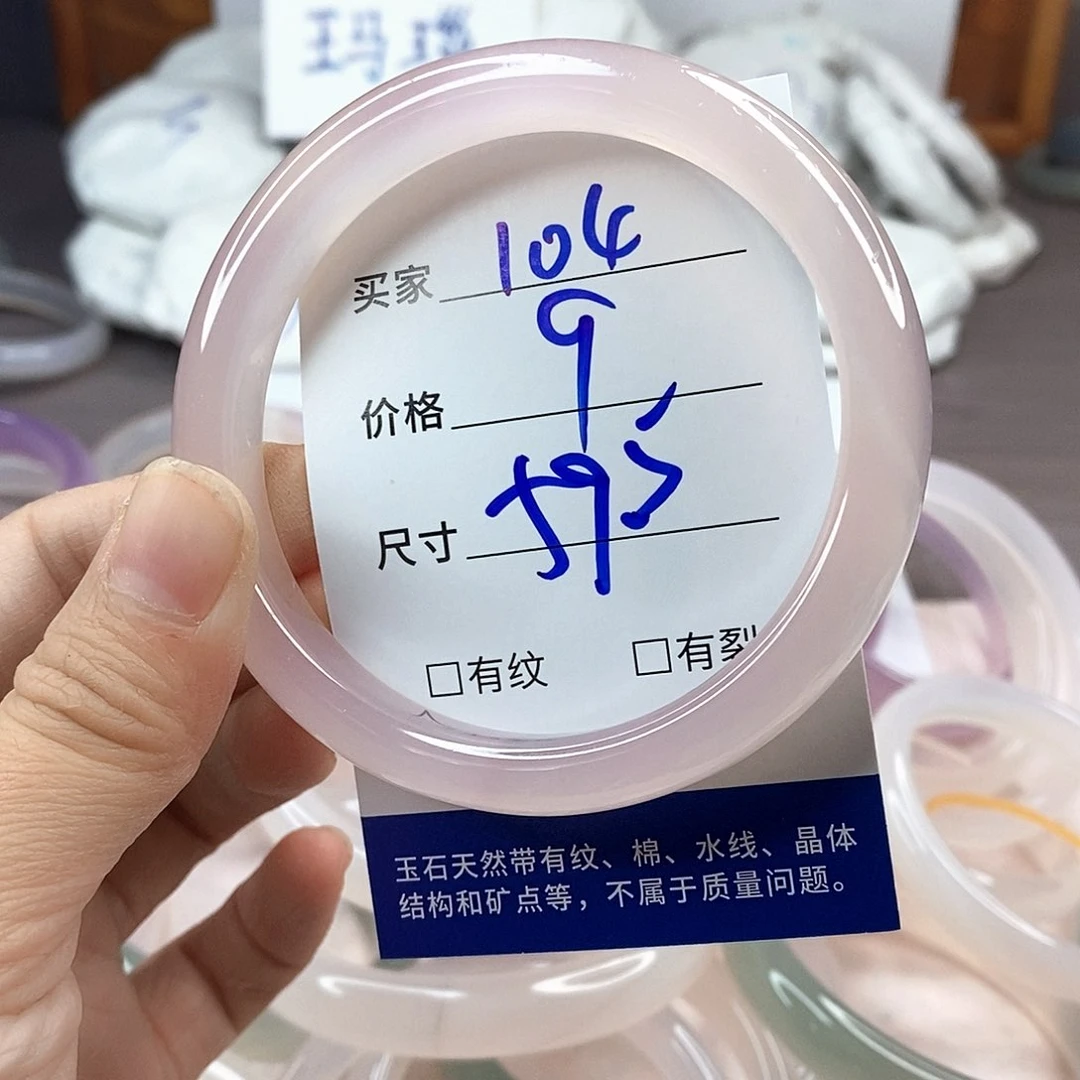 玛瑙
买家 104
价格 9
尺寸 595
□有纹 □有裂
玉石天然带有纹、棉、水线、晶体
结构和矿点等，不属于质量问题。